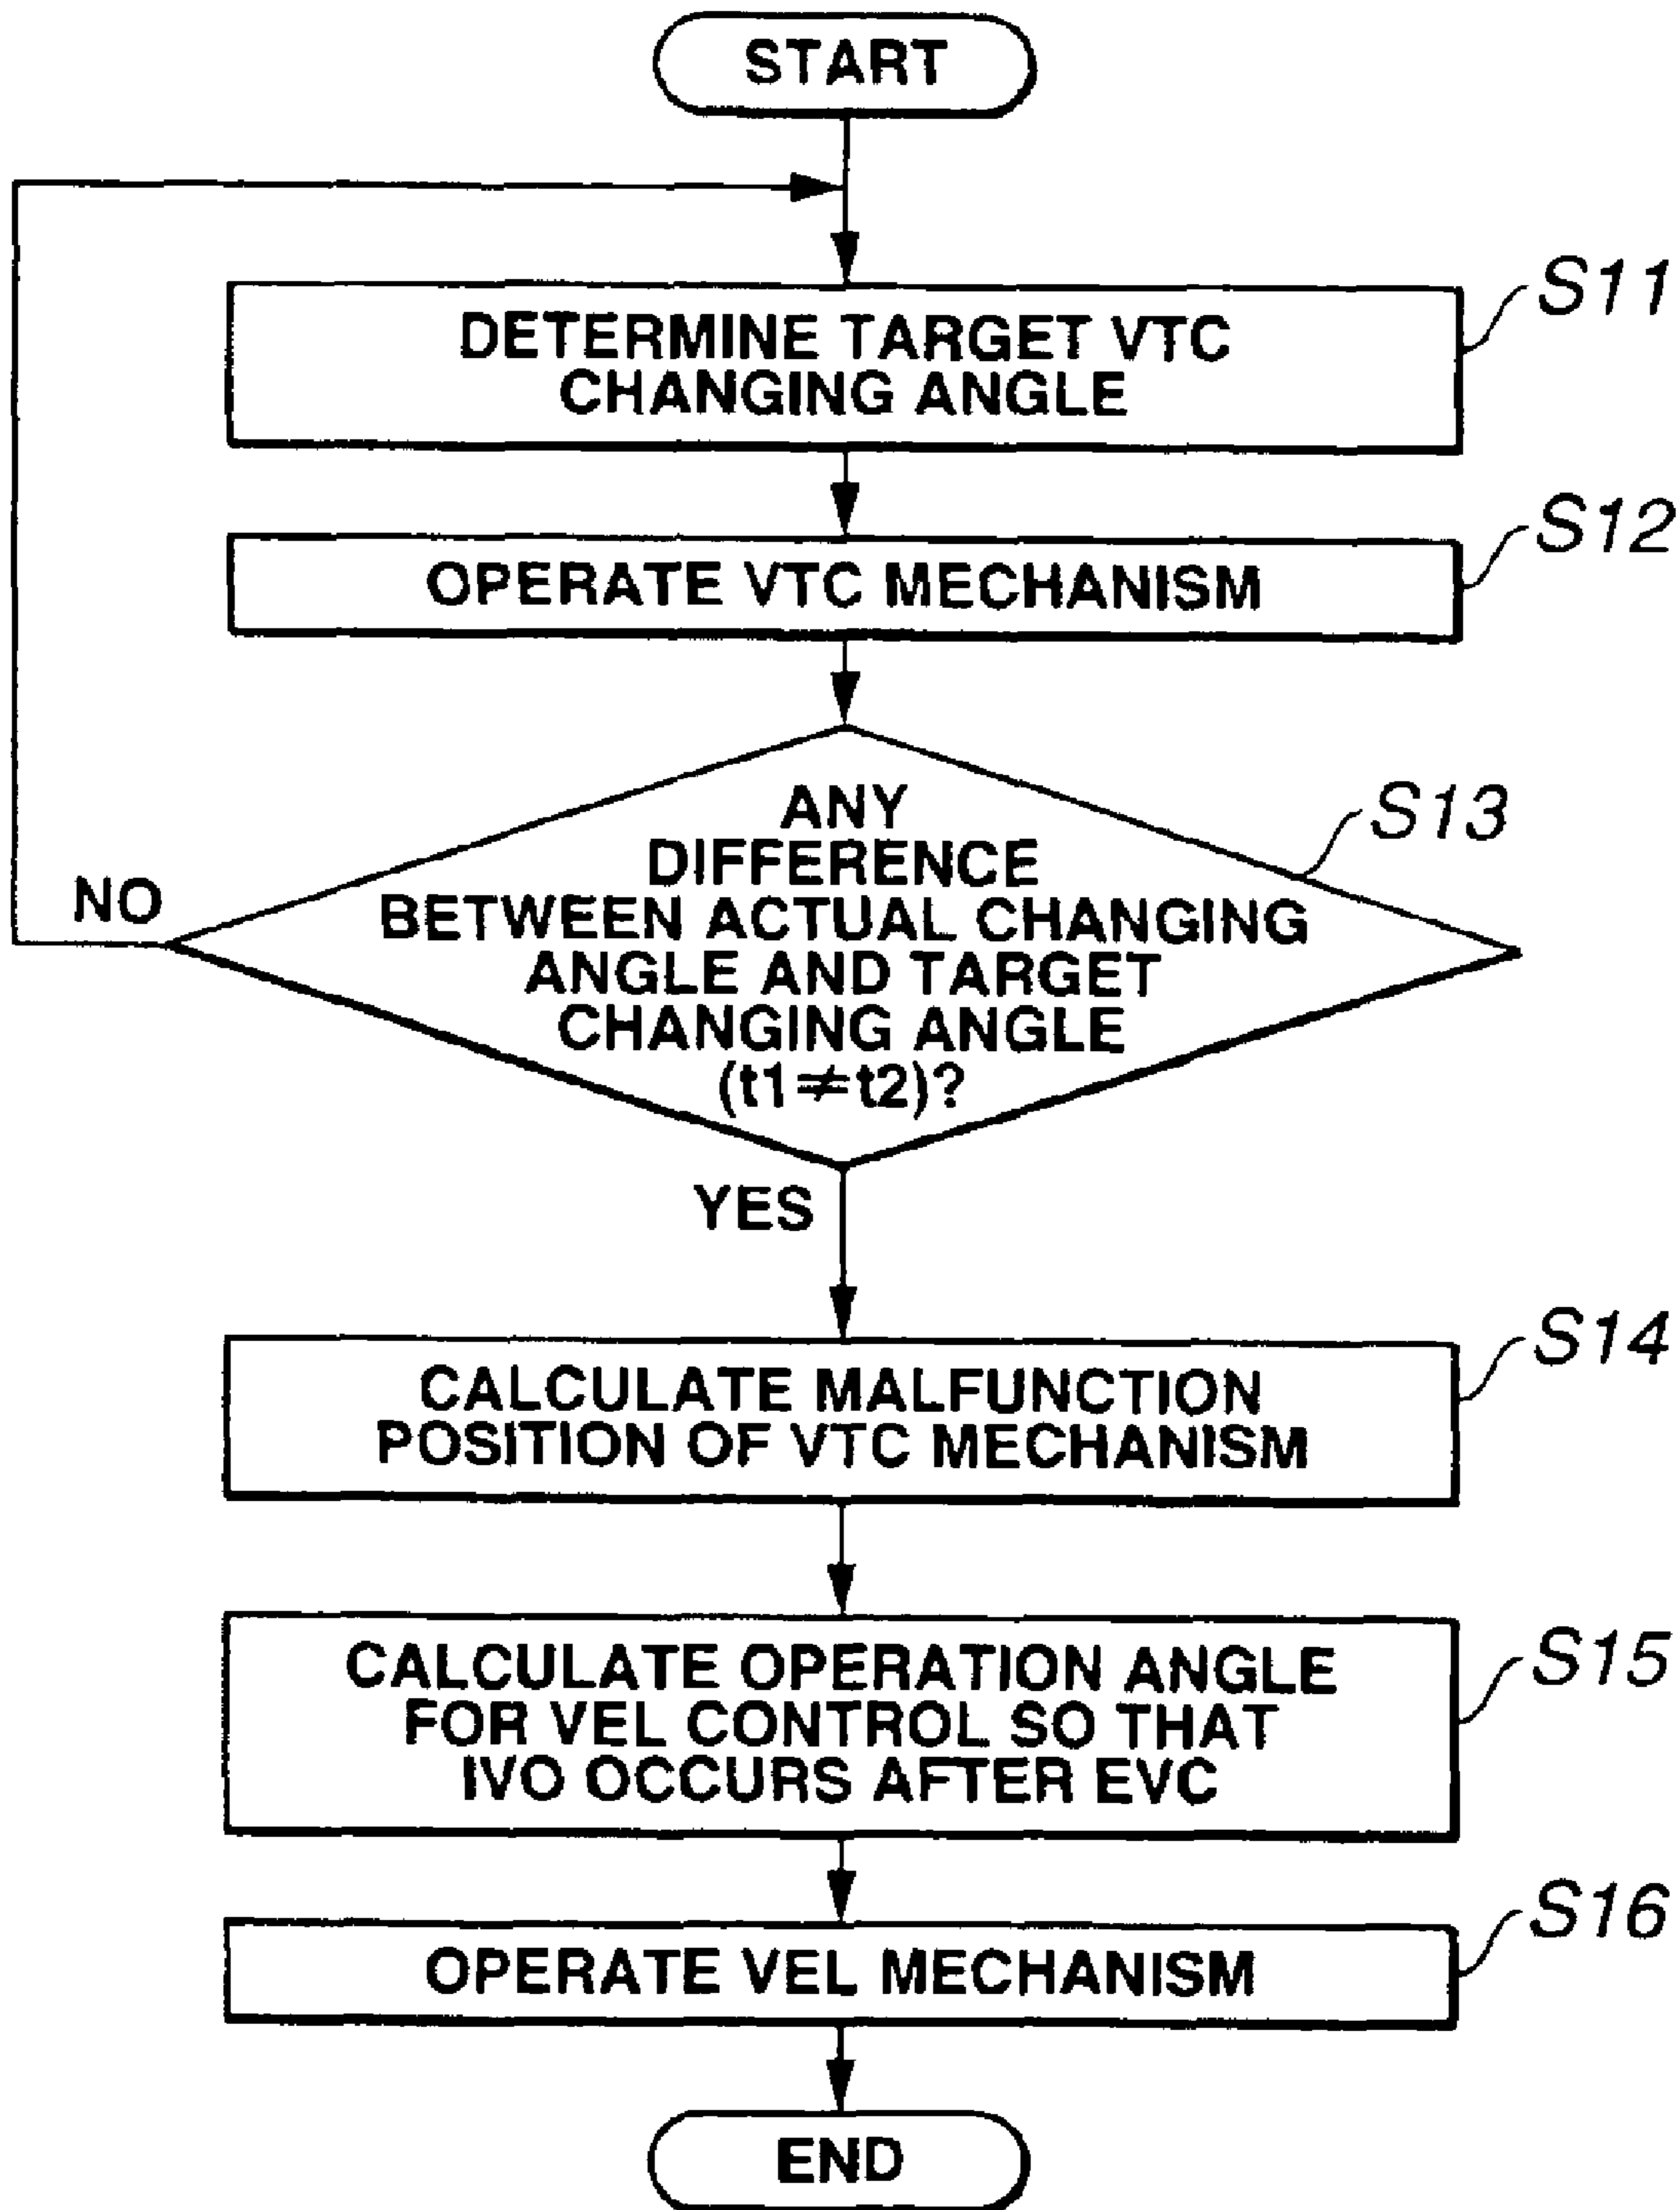 START
S11
DETERMINE TARGET VTC
CHANGING ANGLE
S12
OPERATE VTC MECHANISM
S13
ANY
DIFFERENCE
BETWEEN ACTUAL CHANGING
ANGLE AND TARGET
CHANGING ANGLE
(t1≠t2)?
NO
YES
S14
CALCULATE MALFUNCTION
POSITION OF VTC MECHANISM
S15
CALCULATE OPERATION ANGLE
FOR VEL CONTROL SO THAT
IVO OCCURS AFTER EVC
S16
OPERATE VEL MECHANISM
END